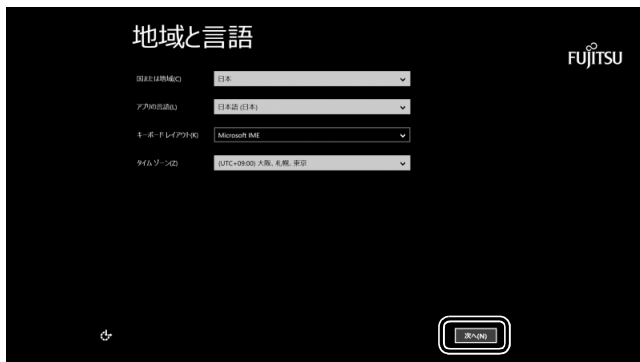 地域と言語
FUJITSU
国または地域(C)
日本
アプリの言語(L)
日本語 (日本)
キーボード レイアウト(K)
Microsoft IME
タイム ゾーン(Z)
(UTC+09:00) 大阪、札幌、東京
次へ(N)